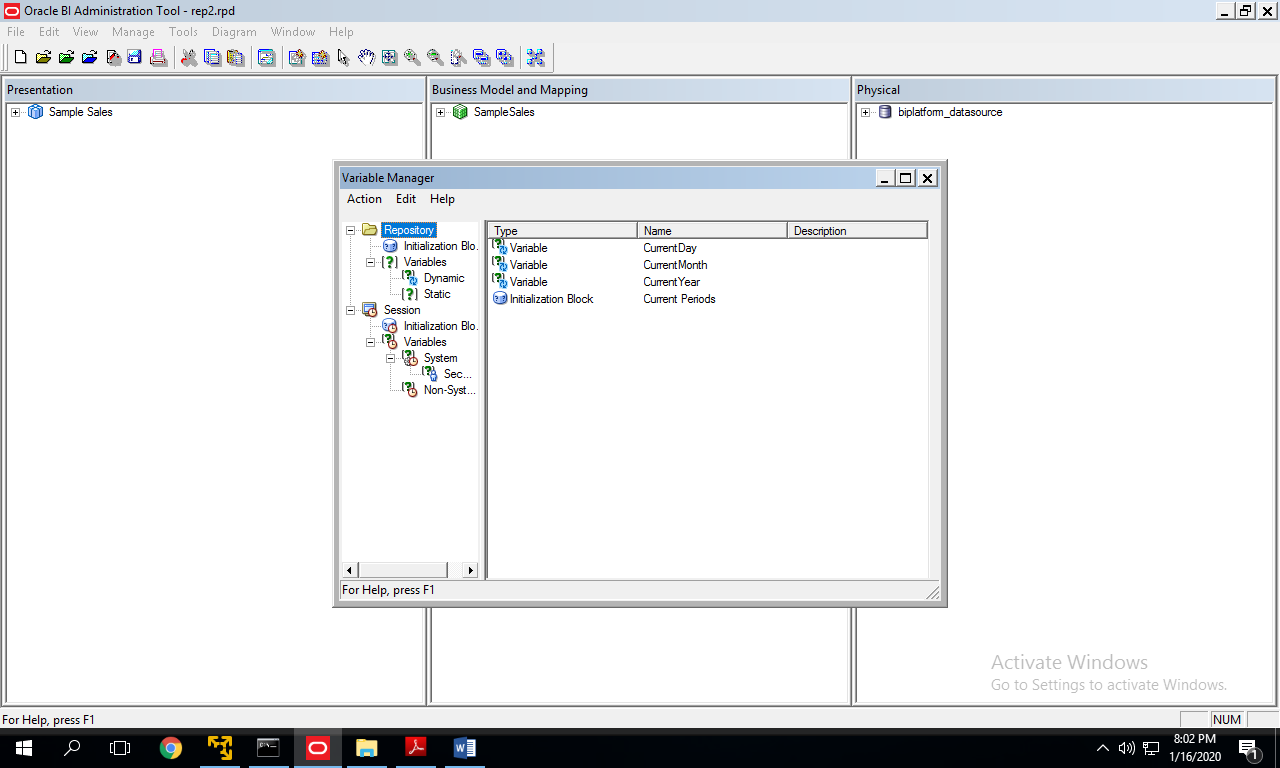 Oracle BI Administration Tool - rep2.rpd
File Edit View Manage Tools Diagram Window Help
Presentation
Sample Sales
Business Model and Mapping
SampleSales
Physical
biplatform_datasource
Variable Manager
Action Edit Help
Repository
Initialization Blo.
Variables
Dynamic
Static
Session
Initialization Blo.
Variables
System
Sec...
Non-Syst...
Type Name Description
Variable CurrentDay
Variable CurrentMonth
Variable CurrentYear
Initialization Block Current Periods
For Help, press F1
Activate Windows
Go to Settings to activate Windows.
For Help, press F1
NUM
8:02 PM
1/16/2020
1